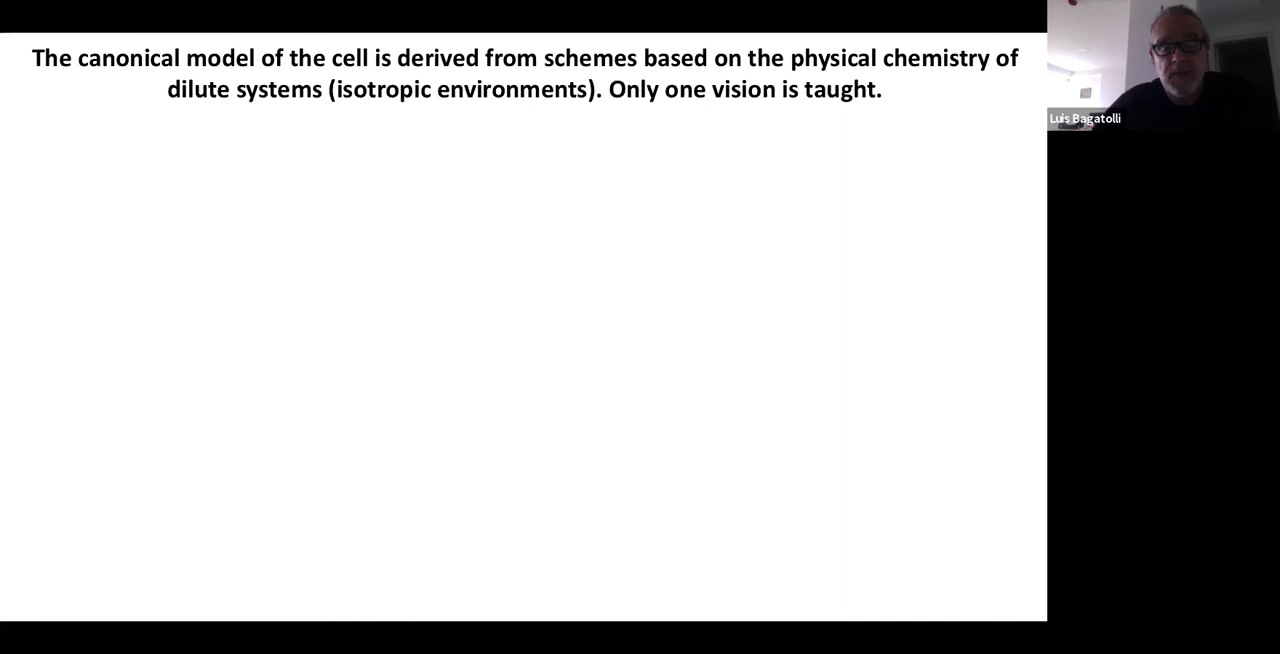 The canonical model of the cell is derived from schemes based on the physical chemistry of
dilute systems (isotropic environments). Only one vision is taught.
Luis Bagatolli